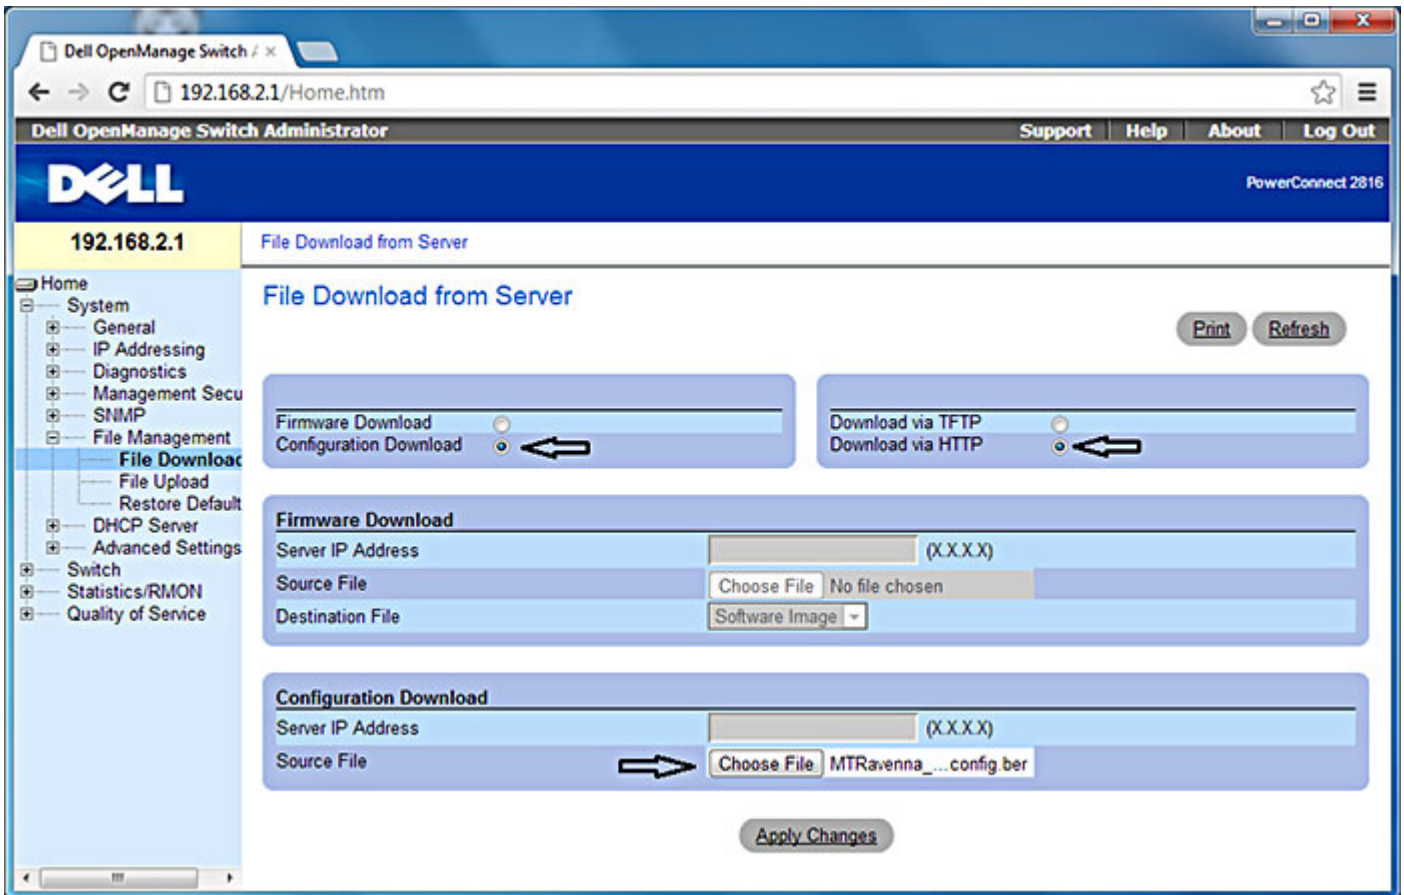 Dell OpenManage Switch / ×
192.168.2.1/Home.htm
Dell OpenManage Switch Administrator
Support Help About Log Out
DELL
PowerConnect 2816
192.168.2.1
File Download from Server
Home
System
General
IP Addressing
Diagnostics
Management Secu
SNMP
File Management
File Download
File Upload
Restore Default
DHCP Server
Advanced Settings
Switch
Statistics/RMON
Quality of Service
File Download from Server
Print Refresh
Firmware Download
Configuration Download
Download via TFTP
Download via HTTP
Firmware Download
Server IP Address (X.X.X.X)
Source File Choose File No file chosen
Destination File Software Image
Configuration Download
Server IP Address (X.X.X.X)
Source File Choose File MTRavenna_...config.ber
Apply Changes